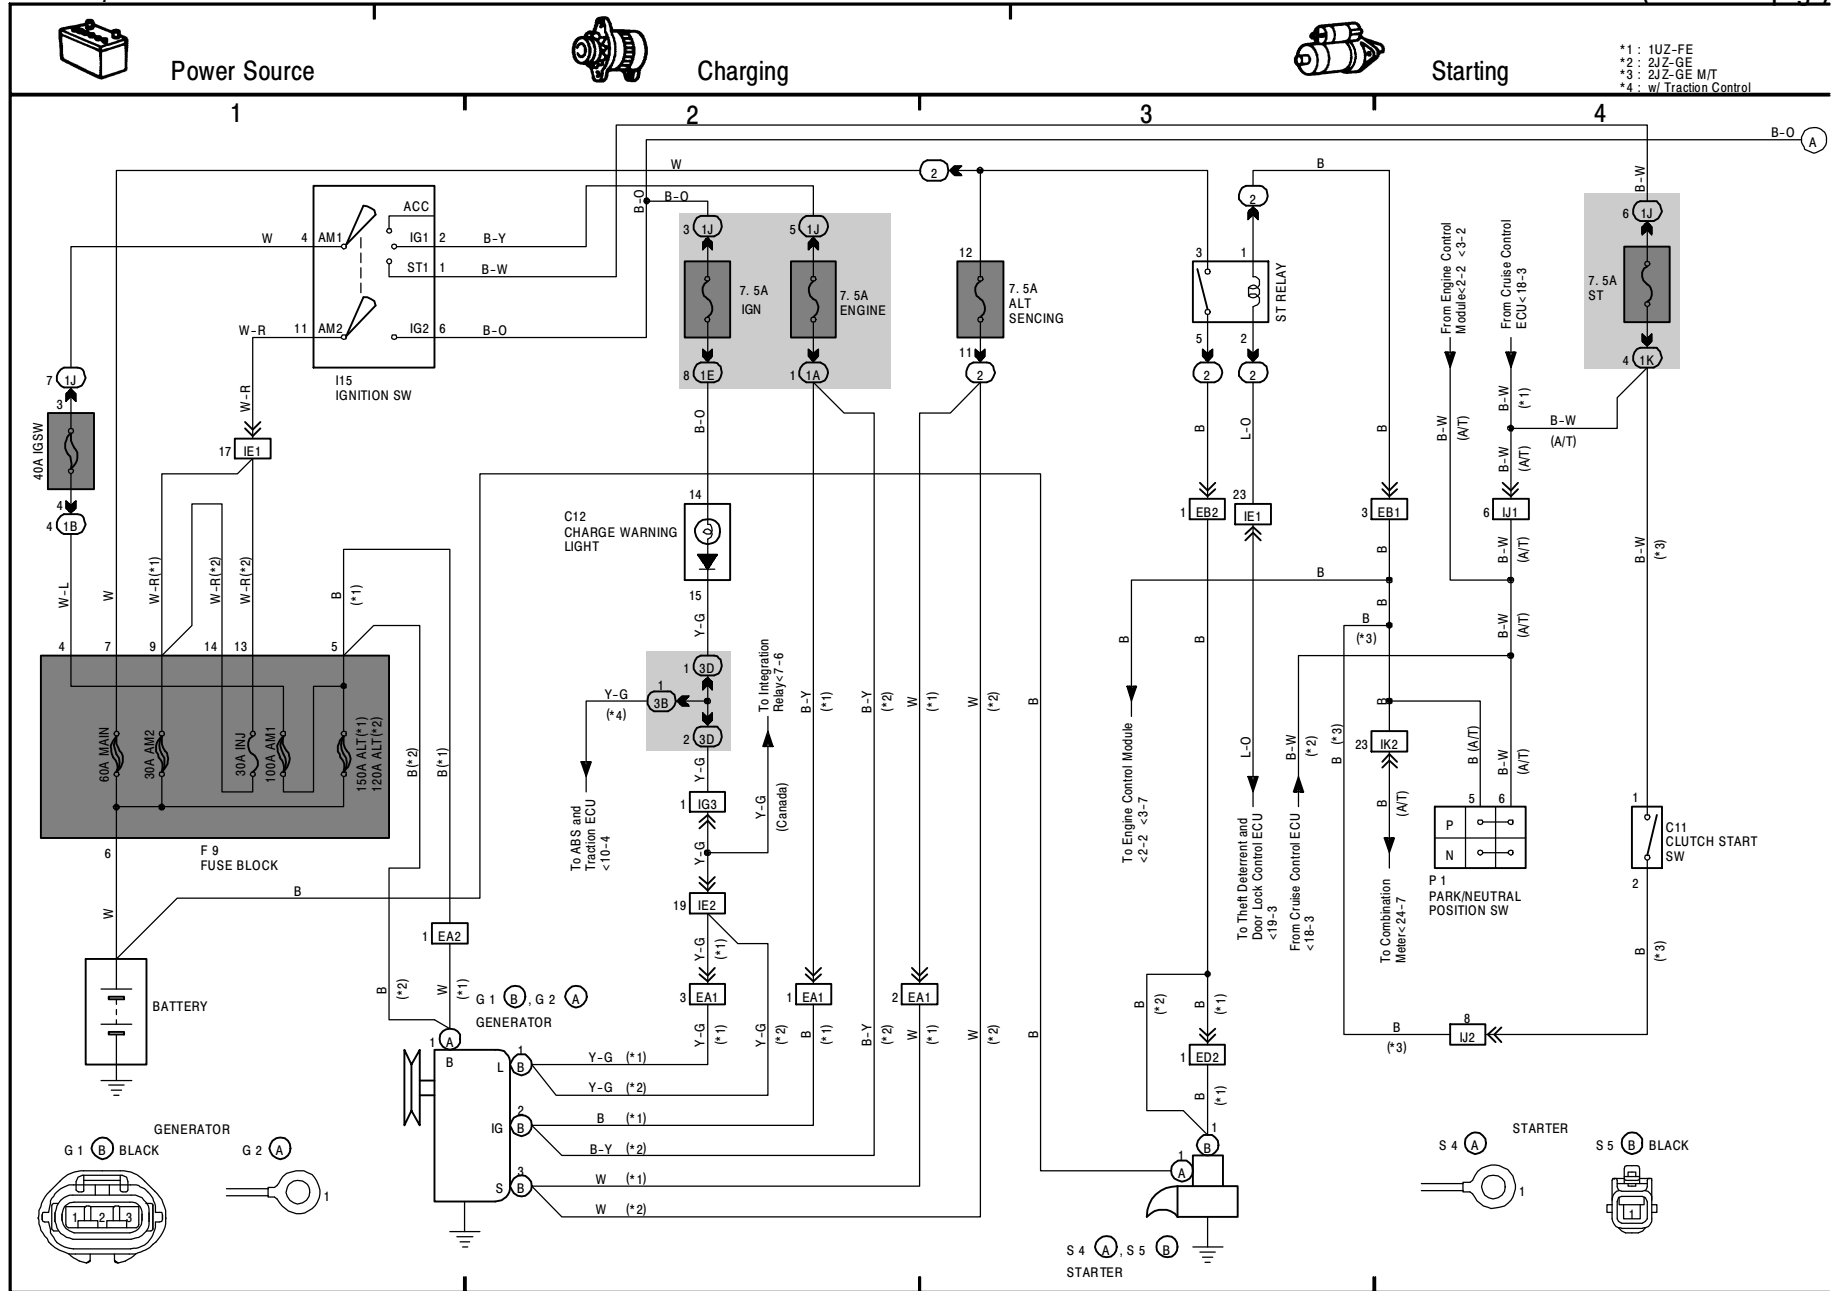 Power Source
Charging
Starting
*1 : 1UZ-FE
*2 : 2JZ-GE
*3 : 2JZ-GE M/T
*4 : w/ Traction Control
1
2
3
4
B-O
A
W
2
B
B-O
B-O
B-W
ACC
W
4
AM1
IG1
2
B-Y
ST1
1
B-W
W-R
11
AM2
IG2
6
B-O
I15
IGNITION SW
3
1J
5
1J
7. 5A
IGN
7. 5A
ENGINE
8
1E
1
1A
12
7. 5A
ALT
SENCING
11
2
3
1
2
ST RELAY
5
2
2
2
From Engine Control
Module<2-2 <3-2
From Cruise Control
ECU<18-3
6
1J
7. 5A
ST
4
1K
7
1J
3
40A IGSW
4
4
1B
W-R
17
IE1
B-O
B
L-O
B
B-W
(A/T)
B-W
(*1)
B-W
(A/T)
B-W
(A/T)
C12
CHARGE WARNING
LIGHT
14
15
1
EB2
23
IE1
3
EB1
6
IJ1
W-L
W
W-R(*1)
W-R(*2)
W-R(*2)
B
(*1)
Y-G
B
B
B-W
(A/T)
B-W
(*3)
B
B
B
(*3)
B-W
(A/T)
4
7
9
14
13
5
60A MAIN
30A AM2
30A INJ
100A AM1
150A ALT(*1)
120A ALT(*2)
F 9
FUSE BLOCK
6
B(*2)
B(*1)
1
3D
1
3B
2
3D
Y-G
(*4)
To Integration
Relay<7-6
B-Y
(*1)
B-Y
(*2)
W
(*1)
W
(*2)
B
B
B
To Engine Control Module
<2-2 <3-7
L-O
B-W
(*2)
B
(*3)
23
IK2
B
(A/T)
B (A/T)
B-W
(A/T)
To ABS and
Traction ECU
<10-4
Y-G
1
IG3
Y-G
Y-G
(Canada)
5
6
P
N
P 1
PARK/NEUTRAL
POSITION SW
1
C11
CLUTCH START
SW
2
To Theft Deterrent and
Door Lock Control ECU
<19-3
From Cruise Control ECU
<18-3
To Combination
Meter<24-7
B
W
19
IE2
1
EA2
Y-G
(*1)
B
(*3)
BATTERY
B
(*2)
W
(*1)
G 1 B , G 2 A
GENERATOR
3
EA1
1
EA1
2
EA1
B
(*2)
B
(*1)
B
(*3)
8
IJ2
Y-G
(*1)
Y-G
(*2)
B
(*1)
B-Y
(*2)
W
(*1)
W
(*2)
B
1
ED2
B
(*1)
1
A
B
L
1
B
Y-G (*1)
Y-G (*2)
IG
2
B
B (*1)
B-Y (*2)
S
3
B
W (*1)
W (*2)
1
B
1
A
GENERATOR
G 1 B BLACK
G 2 A
1
1 2 3
STARTER
S 4 A
S 5 B BLACK
1
1
S 4 A , S 5 B
STARTER